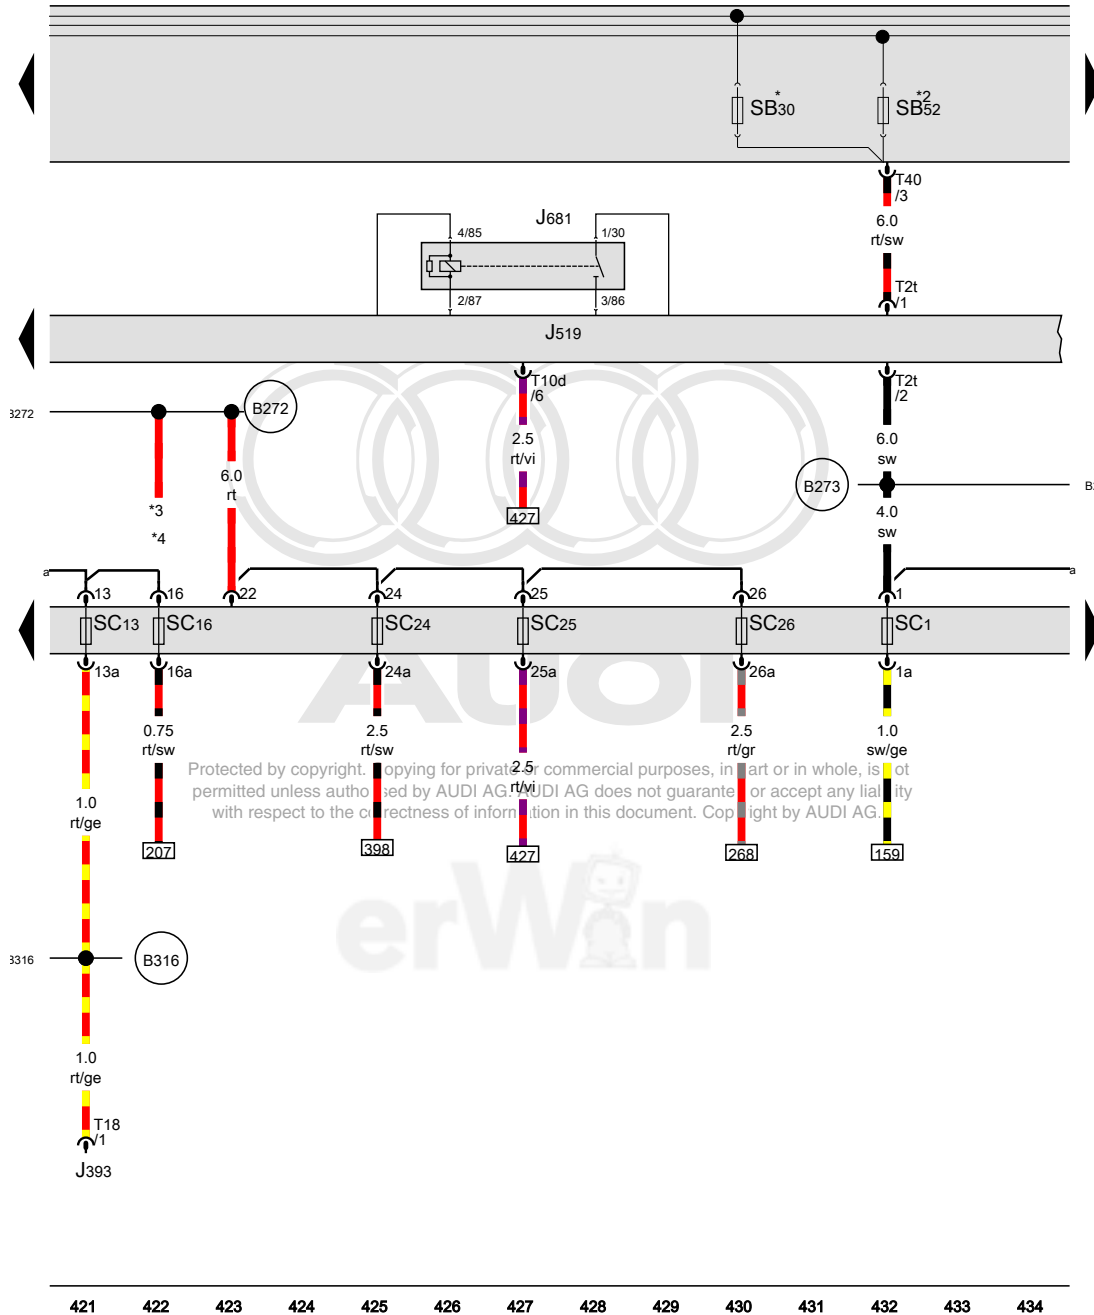 SB30 *
SB52 *2
T40
/3
6.0
rt/sw
T2t
/1
J681
4/85
1/30
2/87
3/86
J519
T10d
/6
2.5
rt/vi
427
T2t
/2
6.0
sw
B273
4.0
sw
B272
B272
6.0
rt
*3
*4
a
a
13
16
22
24
25
26
1
SC13
SC16
SC24
SC25
SC26
SC1
13a
16a
24a
25a
26a
1a
AUDI
0.75
rt/sw
2.5
rt/sw
2.5
rt/vi
2.5
rt/gr
1.0
sw/ge
1.0
rt/ge
Protected by copyright. Copying for private or commercial purposes, in part or in whole, is not
permitted unless authorised by AUDI AG. AUDI AG does not guarantee or accept any liability
with respect to the correctness of information in this document. Copyright by AUDI AG.
207
398
427
268
159
erWin
B316
B316
1.0
rt/ge
T18
/1
J393
421 422 423 424 425 426 427 428 429 430 431 432 433 434